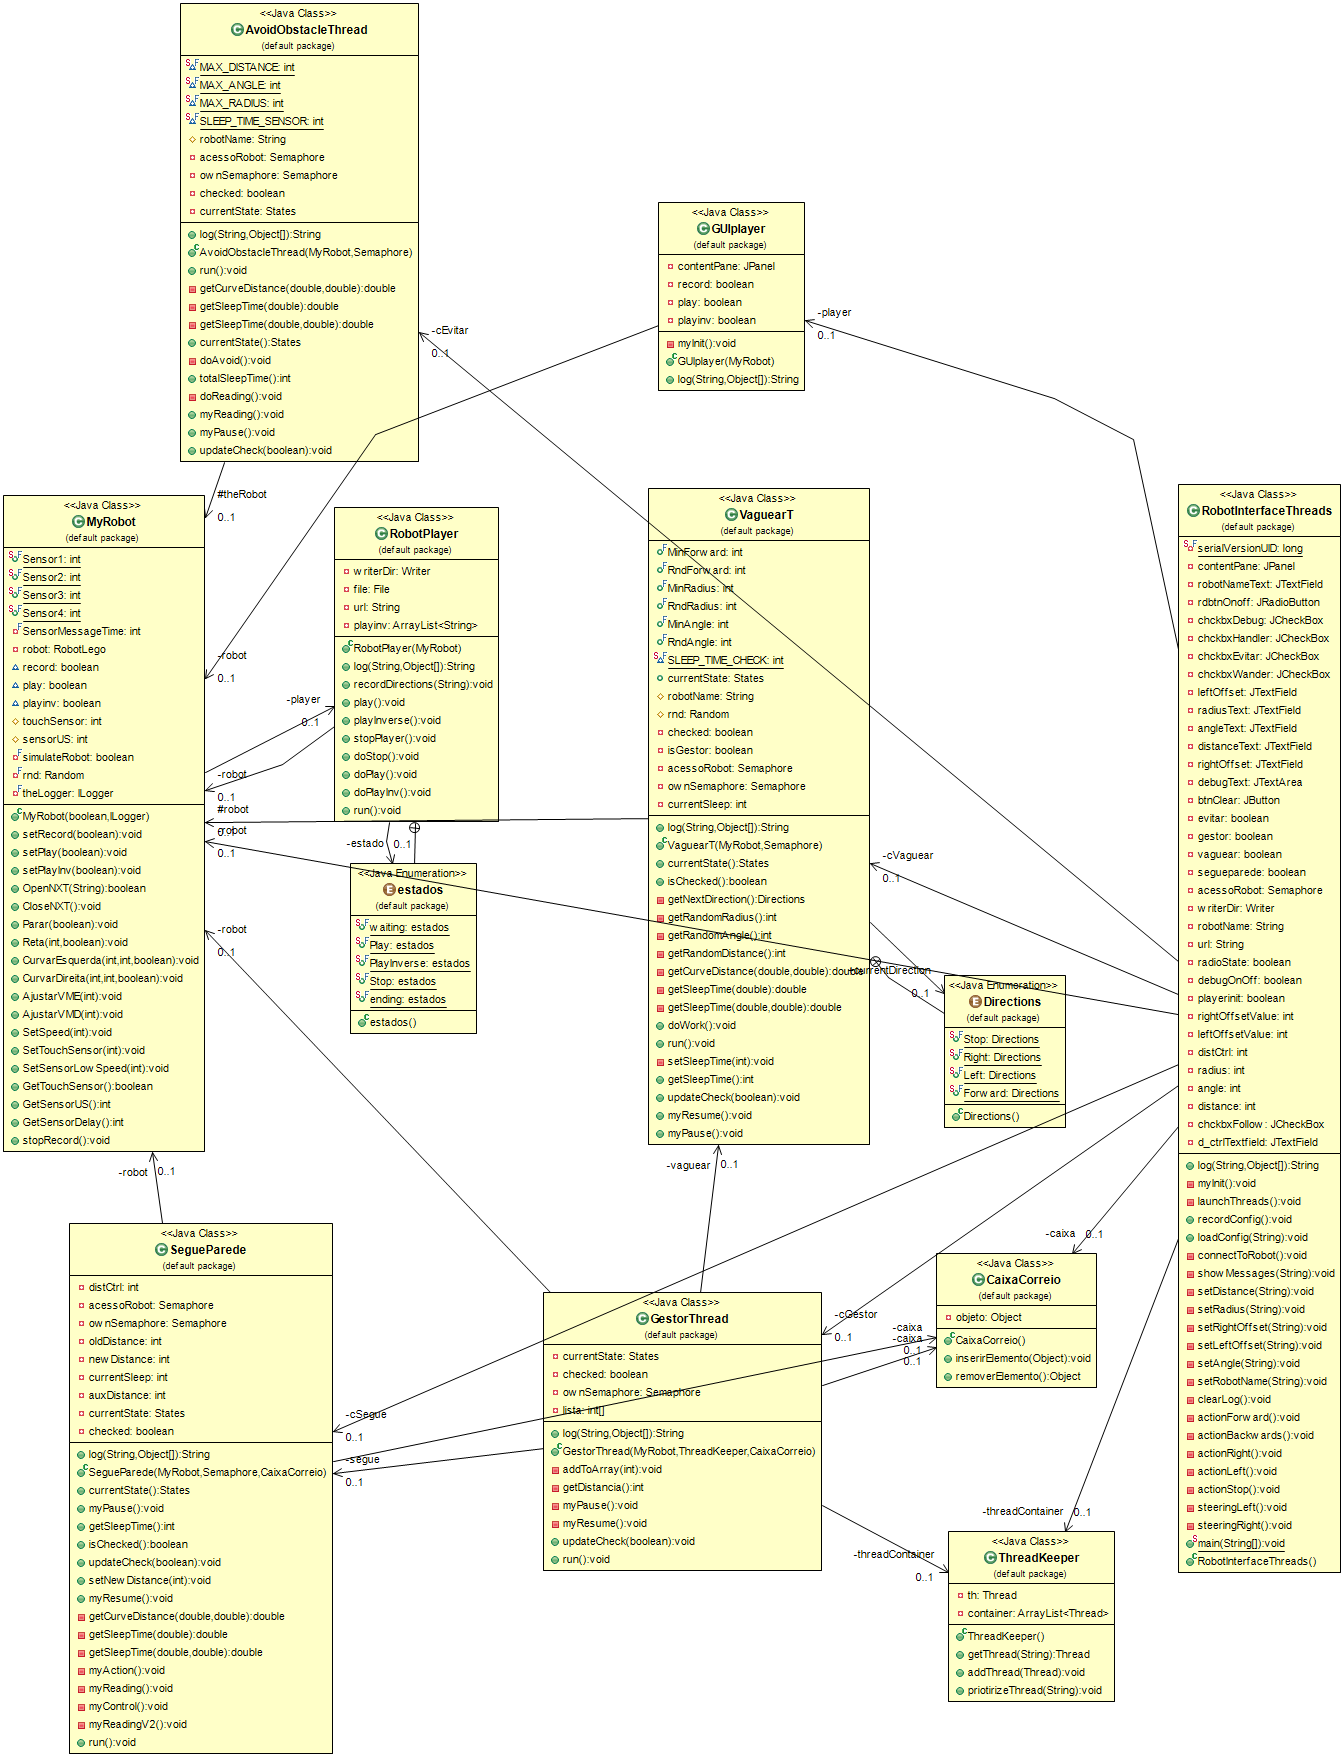 <<Java Class>>
AvoidObstacleThread
(default package)
MAX_DISTANCE: int
MAX_ANGLE: int
MAX_RADIUS: int
SLEEP_TIME_SENSOR: int
robotName: String
acessoRobot: Semaphore
ownSemaphore: Semaphore
checked: boolean
currentState: States
log(String,Object[]):String
AvoidObstacleThread(MyRobot,Semaphore)
run():void
getCurveDistance(double,double):double
getSleepTime(double):double
getSleepTime(double,double):double
currentState():States
doAvoid():void
totalSleepTime():int
doReading():void
myReading():void
myPause():void
updateCheck(boolean):void
<<Java Class>>
GUIplayer
(default package)
contentPane: JPanel
record: boolean
play: boolean
playinv: boolean
myInit():void
GUIplayer(MyRobot)
log(String,Object[]):String
-player
0..1
-cEvitar
0..1
#theRobot
0..1
<<Java Class>>
MyRobot
(default package)
Sensor1: int
Sensor2: int
Sensor3: int
Sensor4: int
SensorMessageTime: int
robot: RobotLego
record: boolean
play: boolean
playinv: boolean
touchSensor: int
sensorUS: int
simulateRobot: boolean
rnd: Random
theLogger: ILogger
MyRobot(boolean,ILogger)
setRecord(boolean):void
setPlay(boolean):void
setPlayInv(boolean):void
OpenNXT(String):boolean
CloseNXT():void
Parar(boolean):void
Reta(int,boolean):void
CurvarEsquerda(int,int,boolean):void
CurvarDireita(int,int,boolean):void
AjustarVME(int):void
AjustarVMD(int):void
SetSpeed(int):void
SetTouchSensor(int):void
SetSensorLowSpeed(int):void
GetTouchSensor():boolean
GetSensorUS():int
GetSensorDelay():int
stopRecord():void
-robot
0..1
-player
0..1
-robot
0..1
#robot
0..1
-robot
0..1
-robot
0..1
-robot
0..1
<<Java Class>>
RobotPlayer
(default package)
writerDir: Writer
file: File
url: String
playinv: ArrayList<String>
RobotPlayer(MyRobot)
log(String,Object[]):String
recordDirections(String):void
play():void
playInverse():void
stopPlayer():void
doStop():void
doPlay():void
doPlayInv():void
run():void
-estado
0..1
<<Java Enumeration>>
estados
(default package)
waiting: estados
Play: estados
PlayInverse: estados
Stop: estados
ending: estados
estados()
<<Java Class>>
VaguearT
(default package)
MinForward: int
RndForward: int
MinRadius: int
RndRadius: int
MinAngle: int
RndAngle: int
SLEEP_TIME_CHECK: int
currentState: States
robotName: String
rnd: Random
checked: boolean
isGestor: boolean
acessoRobot: Semaphore
ownSemaphore: Semaphore
currentSleep: int
log(String,Object[]):String
VaguearT(MyRobot,Semaphore)
currentState():States
isChecked():boolean
getNextDirection():Directions
getRandomRadius():int
getRandomAngle():int
getRandomDistance():int
getCurveDistance(double,double):double
getSleepTime(double):double
getSleepTime(double,double):double
doWork():void
run():void
setSleepTime(int):void
getSleepTime():int
updateCheck(boolean):void
myResume():void
myPause():void
-cVaguear
0..1
-currentDirection
0..1
<<Java Enumeration>>
Directions
(default package)
Stop: Directions
Right: Directions
Left: Directions
Forward: Directions
Directions()
<<Java Class>>
RobotInterfaceThreads
(default package)
serialVersionUID: long
contentPane: JPanel
robotNameText: JTextField
rdbtnOnoff: JRadioButton
chckbxDebug: JCheckBox
chckbxHandler: JCheckBox
chckbxEvitar: JCheckBox
chckbxWander: JCheckBox
leftOffset: JTextField
radiusText: JTextField
angleText: JTextField
distanceText: JTextField
rightOffset: JTextField
debugText: JTextArea
btnClear: JButton
evitar: boolean
gestor: boolean
vaguear: boolean
segueparede: boolean
acessoRobot: Semaphore
writerDir: Writer
robotName: String
url: String
radioState: boolean
debugOnOff: boolean
playerinit: boolean
rightOffsetValue: int
leftOffsetValue: int
distCtrl: int
radius: int
angle: int
distance: int
chckbxFollow: JCheckBox
d_ctrlTextfield: JTextField
log(String,Object[]):String
myInit():void
launchThreads():void
recordConfig():void
loadConfig(String):void
connectToRobot():void
showMessages(String):void
setDistance(String):void
setRadius(String):void
setRightOffset(String):void
setLeftOffset(String):void
setAngle(String):void
setRobotName(String):void
clearLog():void
actionForward():void
actionBackwards():void
actionRight():void
actionLeft():void
actionStop():void
steeringLeft():void
steeringRight():void
main(String[]):void
RobotInterfaceThreads()
-vaguear
0..1
<<Java Class>>
SegueParede
(default package)
distCtrl: int
acessoRobot: Semaphore
ownSemaphore: Semaphore
oldDistance: int
newDistance: int
currentSleep: int
auxDistance: int
currentState: States
checked: boolean
log(String,Object[]):String
SegueParede(MyRobot,Semaphore,CaixaCorreio)
currentState():States
myPause():void
getSleepTime():int
isChecked():boolean
updateCheck(boolean):void
setNewDistance(int):void
myResume():void
getCurveDistance(double,double):double
getSleepTime(double):double
getSleepTime(double,double):double
myAction():void
myReading():void
myControl():void
myReadingV2():void
run():void
-cSegue
0..1
-segue
0..1
<<Java Class>>
GestorThread
(default package)
currentState: States
checked: boolean
ownSemaphore: Semaphore
lista: int[]
log(String,Object[]):String
GestorThread(MyRobot,ThreadKeeper,CaixaCorreio)
addToArray(int):void
getDistancia():int
myPause():void
myResume():void
updateCheck(boolean):void
run():void
-cGestor
0..1
-caixa
-caixa
0..1
0..1
-caixa
0..1
<<Java Class>>
CaixaCorreio
(default package)
objeto: Object
CaixaCorreio()
inserirElemento(Object):void
removerElemento():Object
-threadContainer
0..1
-threadContainer
0..1
<<Java Class>>
ThreadKeeper
(default package)
th: Thread
container: ArrayList<Thread>
ThreadKeeper()
getThread(String):Thread
addThread(Thread):void
priotirizeThread(String):void